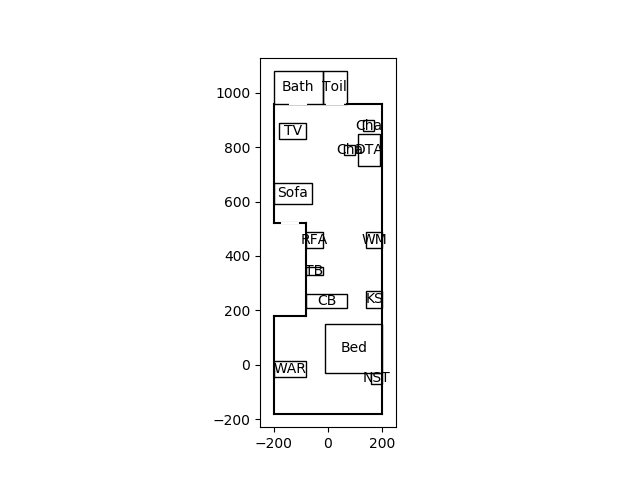 Bath Toil
1000
Cha
TV
800
Cha DTA
Sofa
600
RFA WM
400
TB
CB KS
200
Bed
0
WAR NST
−200
−200 0 200